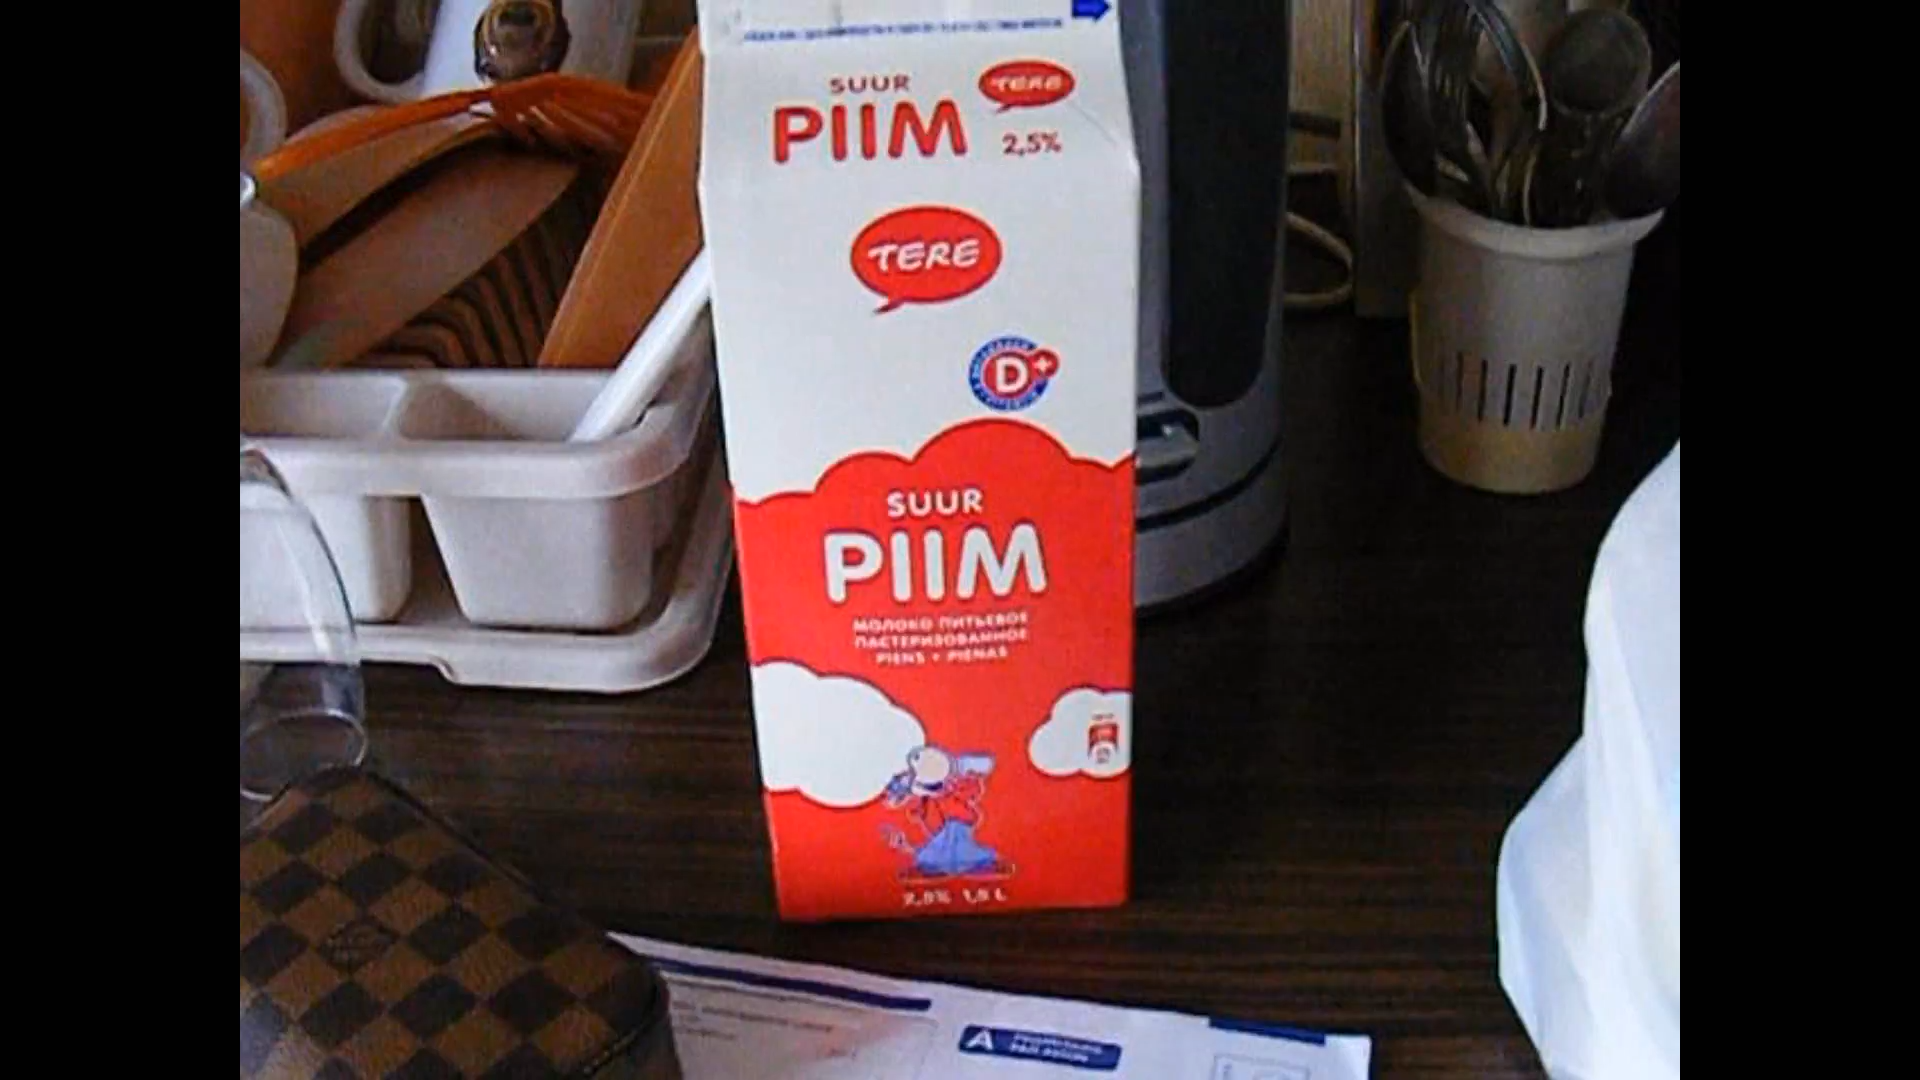 SUUR
TERE
PIIM
2,5%
TERE
D+
SUUR
PIIM
МОЛОКО ПИТЬЕВОЕ
ПАСТЕРИЗОВАННОЕ
PIENS • PIENAS
2,5% 1,5 L
A